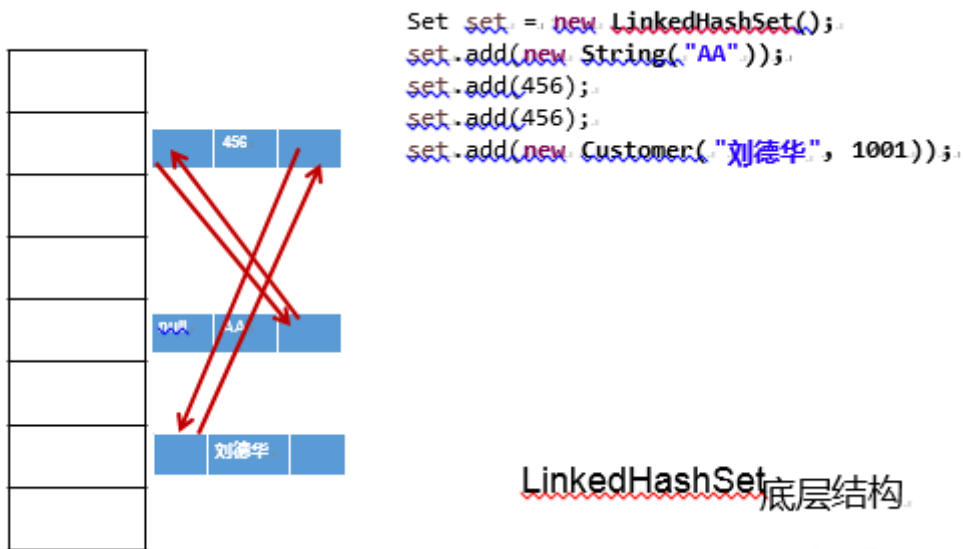 Set set = new LinkedHashSet();
set.add(new String("AA"));
set.add(456);
set.add(456);
set.add(new Customer("刘德华", 1001));
456
null AA
刘德华
LinkedHashSet底层结构